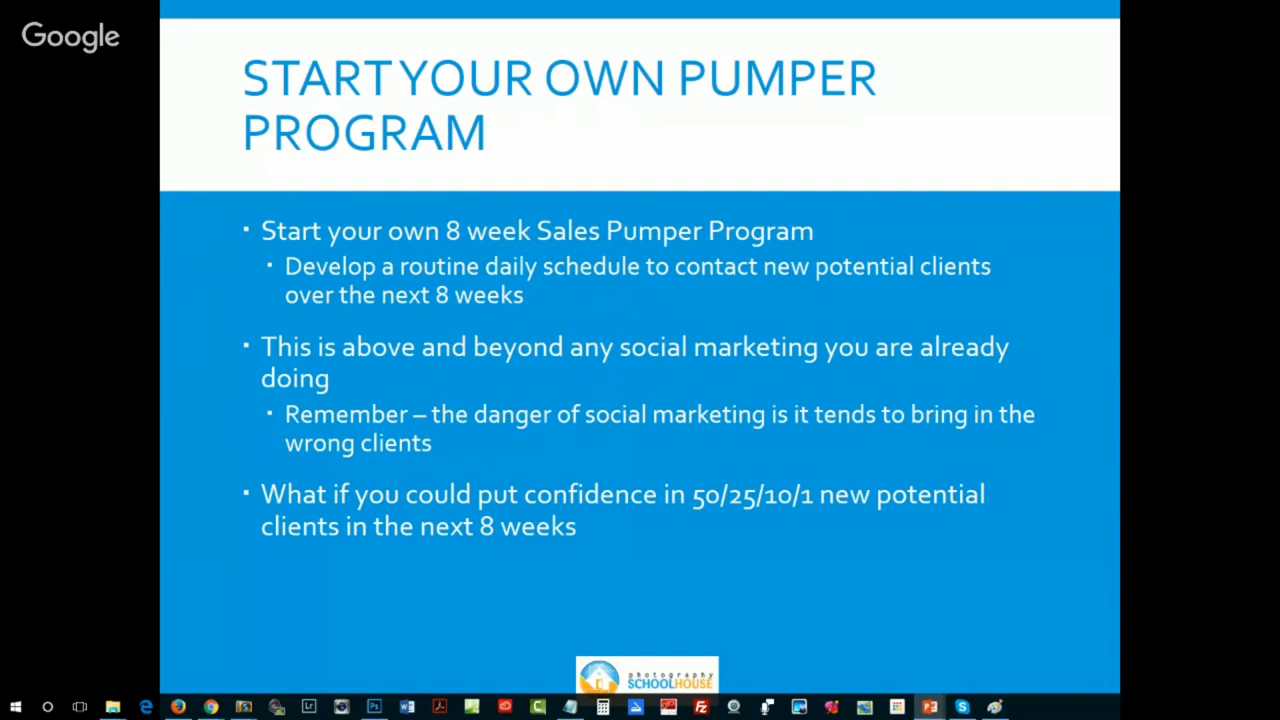 Google
START YOUR OWN PUMPER
PROGRAM
▪ Start your own 8 week Sales Pumper Program
▪ Develop a routine daily schedule to contact new potential clients
over the next 8 weeks
▪ This is above and beyond any social marketing you are already
doing
▪ Remember – the danger of social marketing is it tends to bring in the
wrong clients
▪ What if you could put confidence in 50/25/10/1 new potential
clients in the next 8 weeks
photography
SCHOOLHOUSE